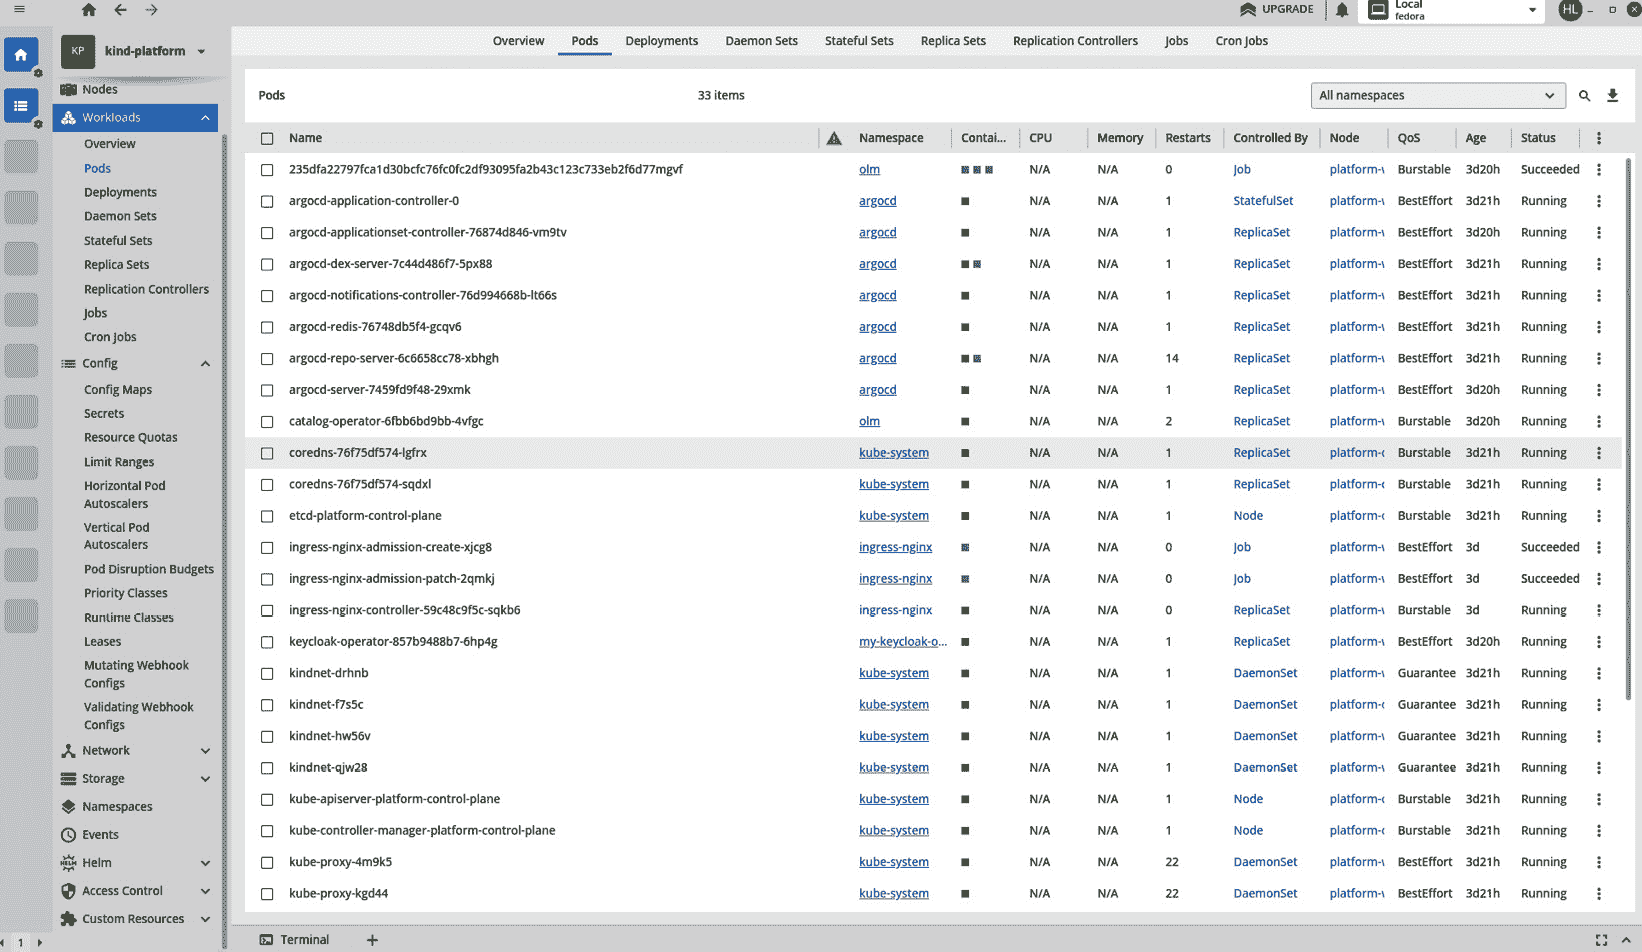 UPGRADE
Local
fedora
HL
KP
kind-platform
Nodes
Workloads
Overview
Pods
Deployments
Daemon Sets
Stateful Sets
Replica Sets
Replication Controllers
Jobs
Cron Jobs
Config
Config Maps
Secrets
Resource Quotas
Limit Ranges
Horizontal Pod
Autoscalers
Vertical Pod
Autoscalers
Pod Disruption Budgets
Priority Classes
Runtime Classes
Leases
Mutating Webhook
Configs
Validating Webhook
Configs
Network
Storage
Namespaces
Events
Helm
Access Control
Custom Resources
1
Overview Pods Deployments Daemon Sets Stateful Sets Replica Sets Replication Controllers Jobs Cron Jobs
Pods 33 items All namespaces
Name Namespace Contai... CPU Memory Restarts Controlled By Node QoS Age Status
235dfa22797fca1d30bcfc76fc0fc2df93095fa2b43c123c733eb2f6d77mgvf olm N/A N/A 0 Job platform-w Burstable 3d20h Succeeded
argocd-application-controller-0 argocd N/A N/A 1 StatefulSet platform-w BestEffort 3d21h Running
argocd-applicationset-controller-76874d846-vm9tv argocd N/A N/A 1 ReplicaSet platform-w BestEffort 3d20h Running
argocd-dex-server-7c44d486f7-5px88 argocd N/A N/A 1 ReplicaSet platform-w BestEffort 3d21h Running
argocd-notifications-controller-76d994668b-lt66s argocd N/A N/A 1 ReplicaSet platform-w BestEffort 3d21h Running
argocd-redis-76748db5f4-gcqv6 argocd N/A N/A 1 ReplicaSet platform-w BestEffort 3d21h Running
argocd-repo-server-6c6658cc78-xbhgh argocd N/A N/A 14 ReplicaSet platform-w BestEffort 3d21h Running
argocd-server-7459fd9f48-29xmk argocd N/A N/A 1 ReplicaSet platform-w BestEffort 3d20h Running
catalog-operator-6fbb6bd9bb-4vfgc olm N/A N/A 2 ReplicaSet platform-w Burstable 3d20h Running
coredns-76f75df574-lgfrx kube-system N/A N/A 1 ReplicaSet platform-c Burstable 3d21h Running
coredns-76f75df574-sqdxl kube-system N/A N/A 1 ReplicaSet platform-c Burstable 3d21h Running
etcd-platform-control-plane kube-system N/A N/A 1 Node platform-c Burstable 3d21h Running
ingress-nginx-admission-create-xjcg8 ingress-nginx N/A N/A 0 Job platform-w BestEffort 3d Succeeded
ingress-nginx-admission-patch-2qmkj ingress-nginx N/A N/A 0 Job platform-w BestEffort 3d Succeeded
ingress-nginx-controller-59c48c9f5c-sqkb6 ingress-nginx N/A N/A 0 ReplicaSet platform-w Burstable 3d Running
keycloak-operator-857b9488b7-6hp4g my-keycloak-o... N/A N/A 1 ReplicaSet platform-w BestEffort 3d20h Running
kindnet-drhnb kube-system N/A N/A 1 DaemonSet platform-w Guarantee 3d21h Running
kindnet-f7s5c kube-system N/A N/A 1 DaemonSet platform-c Guarantee 3d21h Running
kindnet-hw56v kube-system N/A N/A 1 DaemonSet platform-w Guarantee 3d21h Running
kindnet-qjw28 kube-system N/A N/A 1 DaemonSet platform-w Guarantee 3d21h Running
kube-apiserver-platform-control-plane kube-system N/A N/A 1 Node platform-c Burstable 3d21h Running
kube-controller-manager-platform-control-plane kube-system N/A N/A 1 Node platform-c Burstable 3d21h Running
kube-proxy-4m9k5 kube-system N/A N/A 22 DaemonSet platform-w BestEffort 3d21h Running
kube-proxy-kgd44 kube-system N/A N/A 22 DaemonSet platform-w BestEffort 3d21h Running
Terminal +